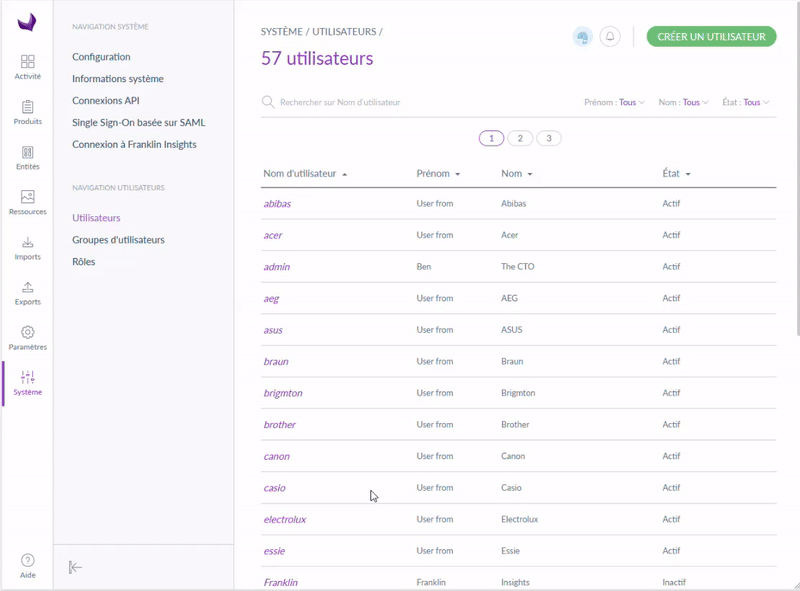 NAVIGATION SYSTÈME
Configuration
Informations système
Connexions API
Single Sign-On basée sur SAML
Connexion à Franklin Insights
NAVIGATION UTILISATEURS
Utilisateurs
Groupes d'utilisateurs
Rôles
Activité
Produits
Entités
Ressources
Imports
Exports
Paramètres
Système
Aide
SYSTÈME / UTILISATEURS /
57 utilisateurs
CRÉER UN UTILISATEUR
Rechercher sur Nom d'utilisateur
Prénom : Tous Nom : Tous État : Tous
1 2 3
Nom d'utilisateur Prénom Nom État
abibas User from Abibas Actif
acer User from Acer Actif
admin Ben The CTO Actif
aeg User from AEG Actif
asus User from ASUS Actif
braun User from Braun Actif
brigmton User from Brigmton Actif
brother User from Brother Actif
canon User from Canon Actif
casio User from Casio Actif
electrolux User from Electrolux Actif
essie User from Essie Actif
Franklin Franklin Insights Inactif